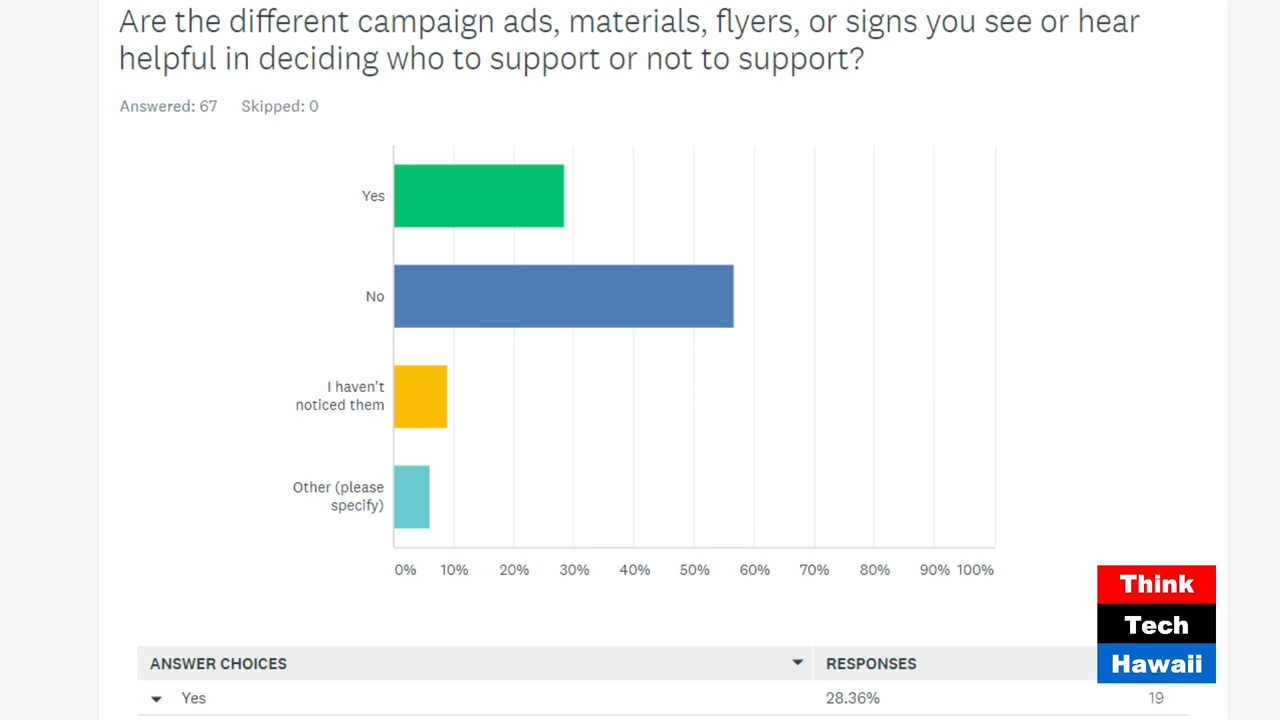 Are the different campaign ads, materials, flyers, or signs you see or hear
helpful in deciding who to support or not to support?
Answered: 67 Skipped: 0
Yes
No
I haven't
noticed them
Other (please
specify)
0% 10% 20% 30% 40% 50% 60% 70% 80% 90% 100%
Think
Tech
Hawaii
ANSWER CHOICES RESPONSES
Yes 28.36% 19